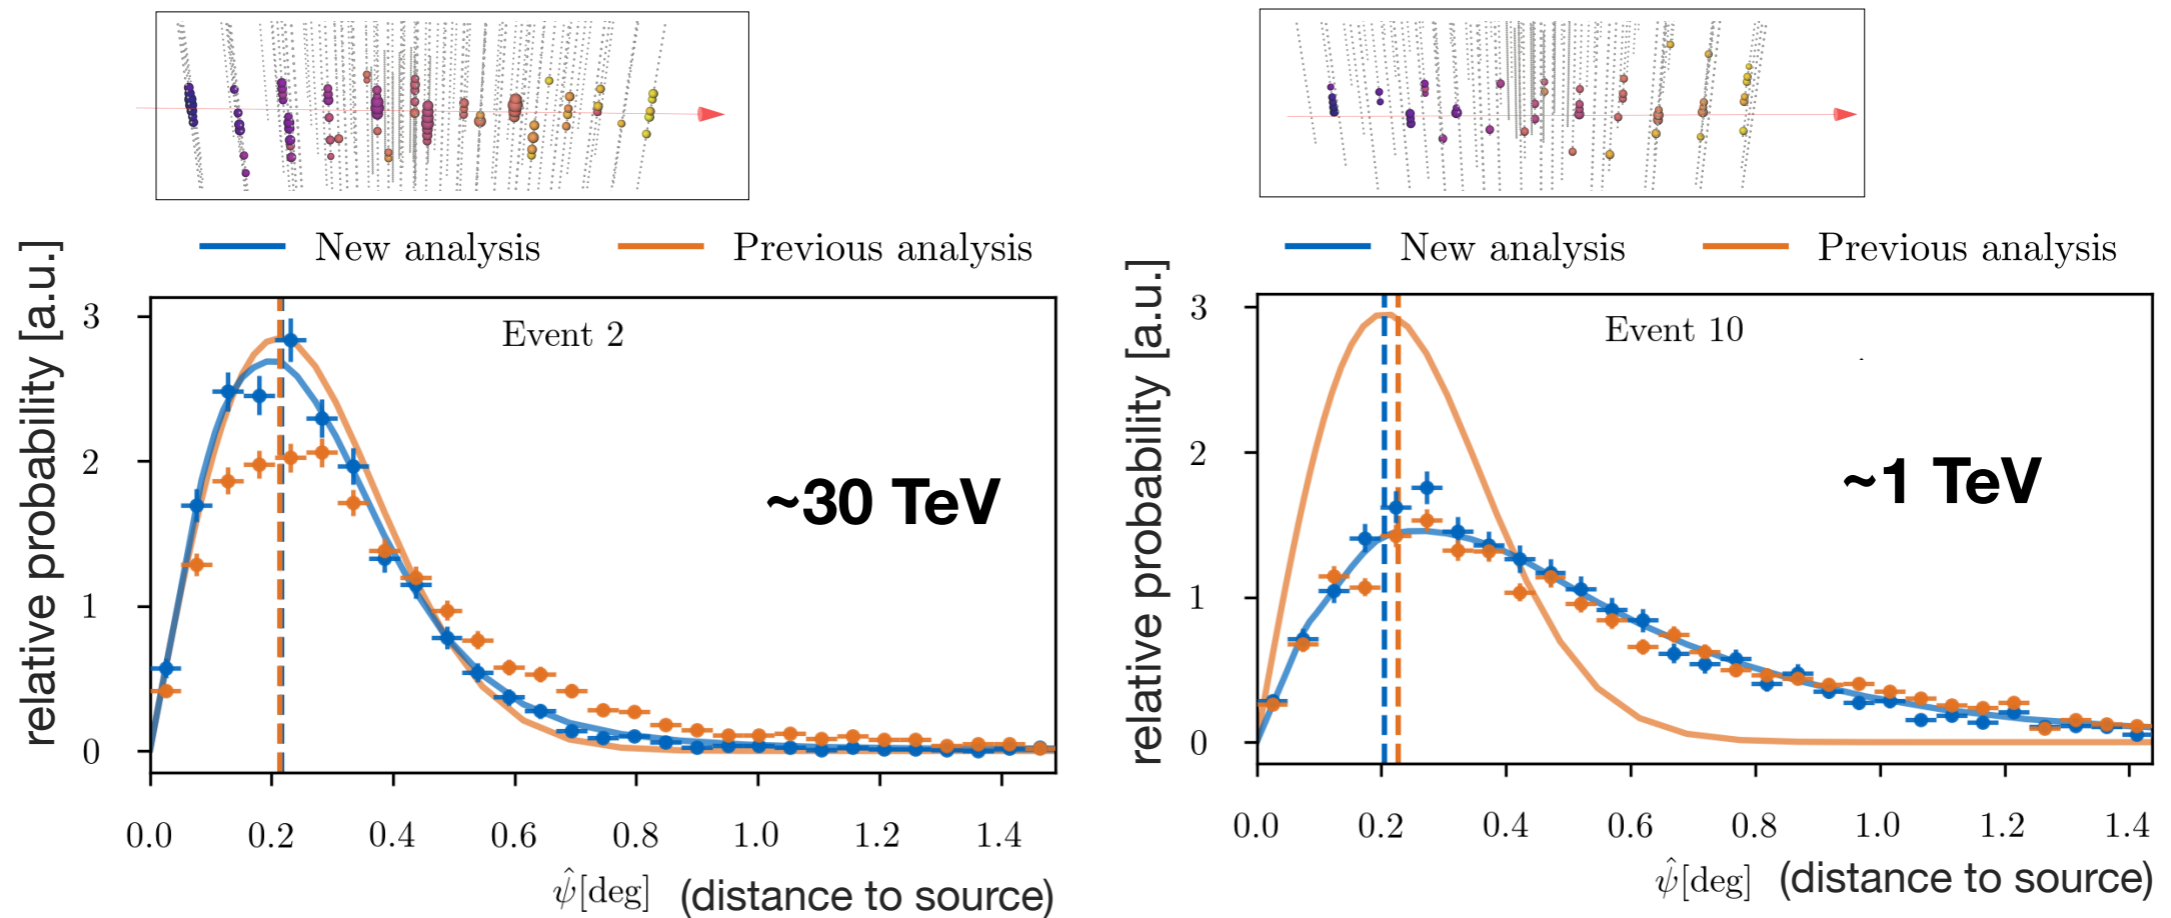 New analysis
Previous analysis
relative probability [a.u.]
3
2
1
0
Event 2
~30 TeV
0.0 0.2 0.4 0.6 0.8 1.0 1.2 1.4
ψ̂[deg] (distance to source)
New analysis
Previous analysis
relative probability [a.u.]
3
2
1
0
Event 10
~1 TeV
0.0 0.2 0.4 0.6 0.8 1.0 1.2 1.4
ψ̂[deg] (distance to source)